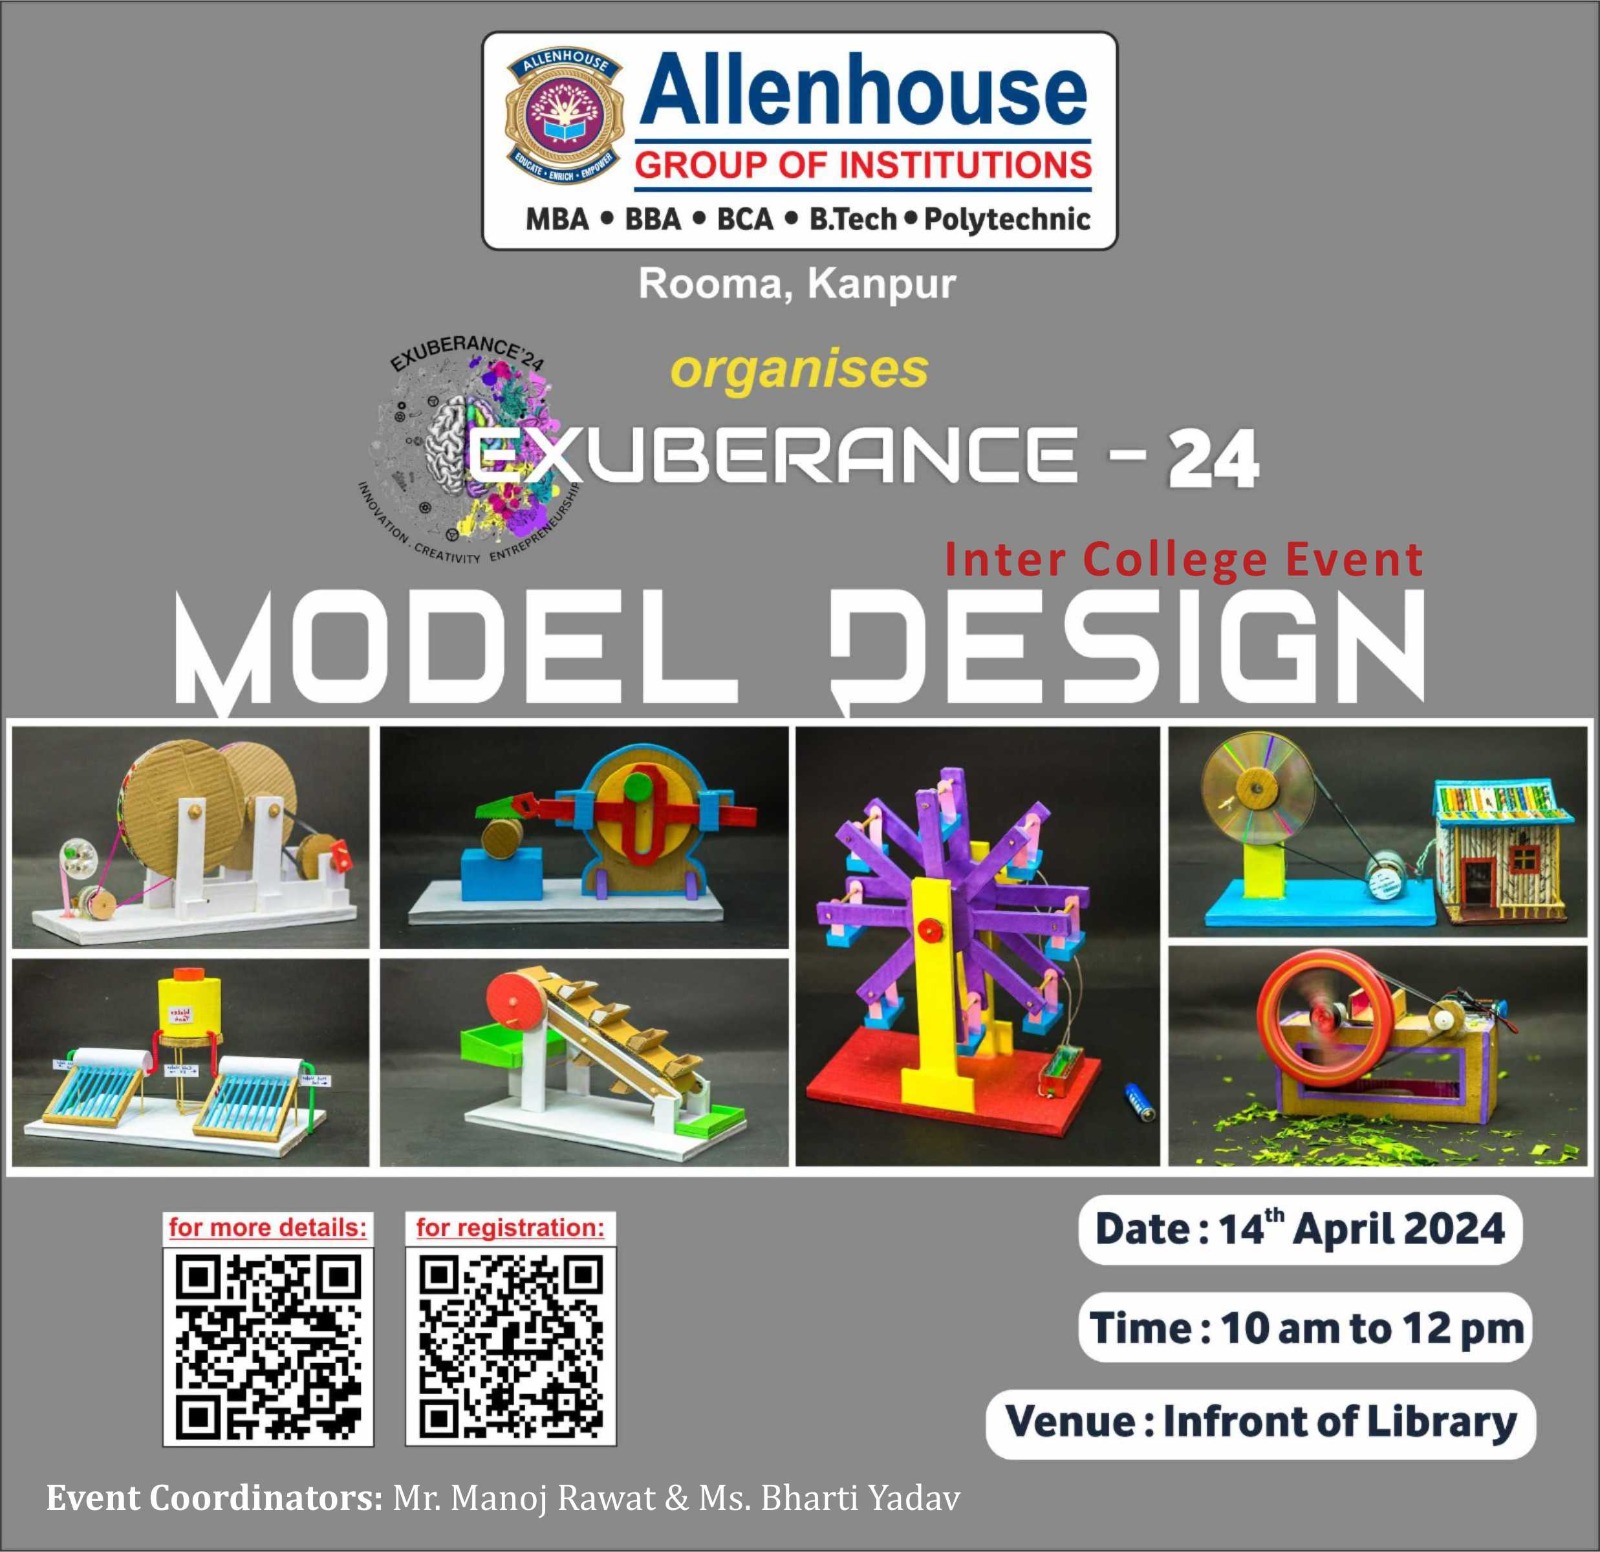 ALLENHOUSE
EDUCATE • ENRICH • EMPOWER
Allenhouse
GROUP OF INSTITUTIONS
MBA • BBA • BCA • B.Tech • Polytechnic
Rooma, Kanpur
EXUBERANCE'24
INNOVATION . CREATIVITY ENTREPRENEURSHIP
organises
EXUBERANCE - 24
Inter College Event
MODEL DESIGN
for more details:
for registration:
Date : 14th April 2024
Time : 10 am to 12 pm
Venue : Infront of Library
Event Coordinators: Mr. Manoj Rawat & Ms. Bharti Yadav